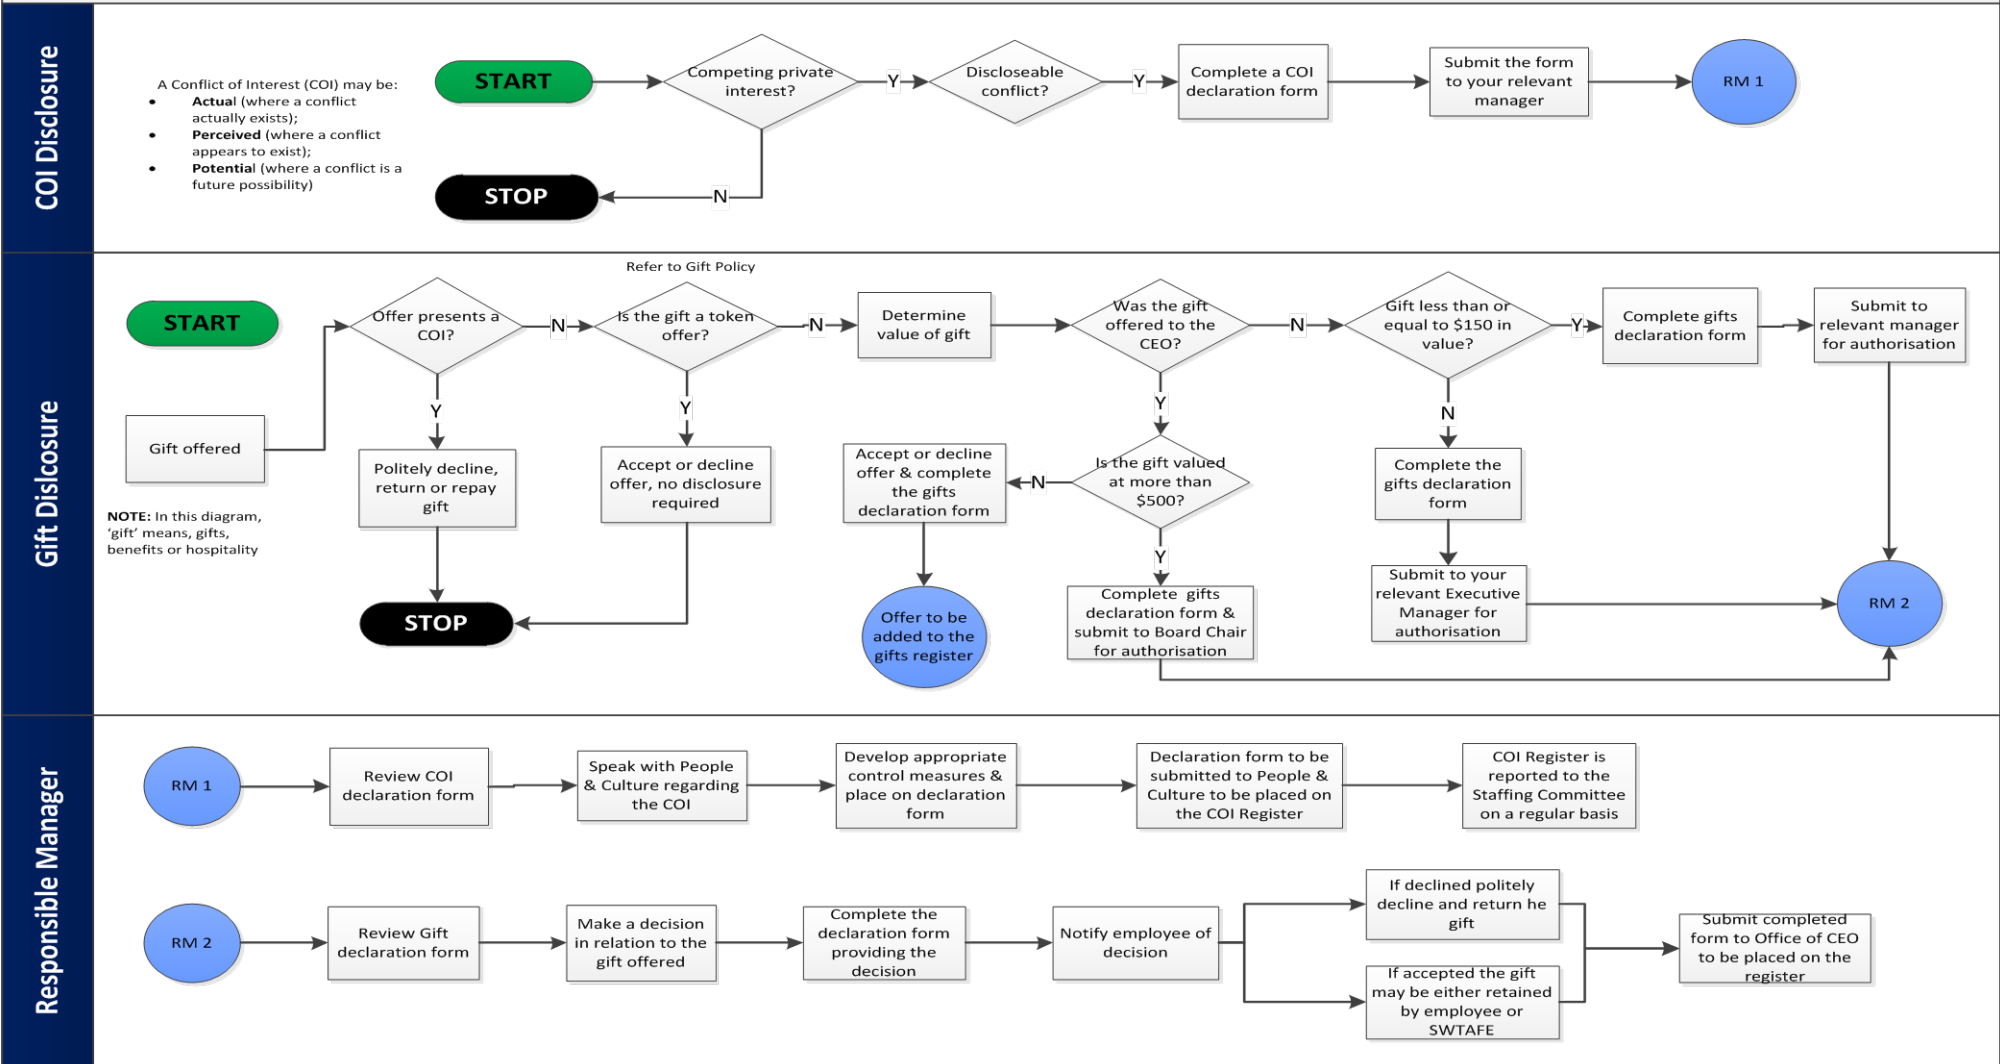 COI Disclosure
A Conflict of Interest (COI) may be:
• Actual (where a conflict
actually exists);
• Perceived (where a conflict
appears to exist);
• Potential (where a conflict is a
future possibility)
START
Competing private
interest?
Y
Discloseable
conflict?
Y
Complete a COI
declaration form
Submit the form
to your relevant
manager
RM 1
N
STOP
Gift Dislcosure
START
Gift offered
NOTE: In this diagram,
‘gift’ means, gifts,
benefits or hospitality
Offer presents a
COI?
N
Y
Politely decline,
return or repay
gift
STOP
Refer to Gift Policy
Is the gift a token
offer?
N
Y
Accept or decline
offer, no disclosure
required
Determine
value of gift
Was the gift
offered to the
CEO?
N
Y
Is the gift valued
at more than
$500?
N
Accept or decline
offer & complete
the gifts
declaration form
Offer to be
added to the
gifts register
Y
Complete gifts
declaration form &
submit to Board Chair
for authorisation
Gift less than or
equal to $150 in
value?
Y
Complete gifts
declaration form
Submit to
relevant manager
for authorisation
N
Complete the
gifts declaration
form
Submit to your
relevant Executive
Manager for
authorisation
RM 2
Responsible Manager
RM 1
Review COI
declaration form
Speak with People
& Culture regarding
the COI
Develop appropriate
control measures &
place on declaration
form
Declaration form to be
submitted to People &
Culture to be placed on
the COI Register
COI Register is
reported to the
Staffing Committee
on a regular basis
RM 2
Review Gift
declaration form
Make a decision
in relation to the
gift offered
Complete the
declaration form
providing the
decision
Notify employee of
decision
If declined politely
decline and return he
gift
If accepted the gift
may be either retained
by employee or
SWTAFE
Submit completed
form to Office of CEO
to be placed on the
register